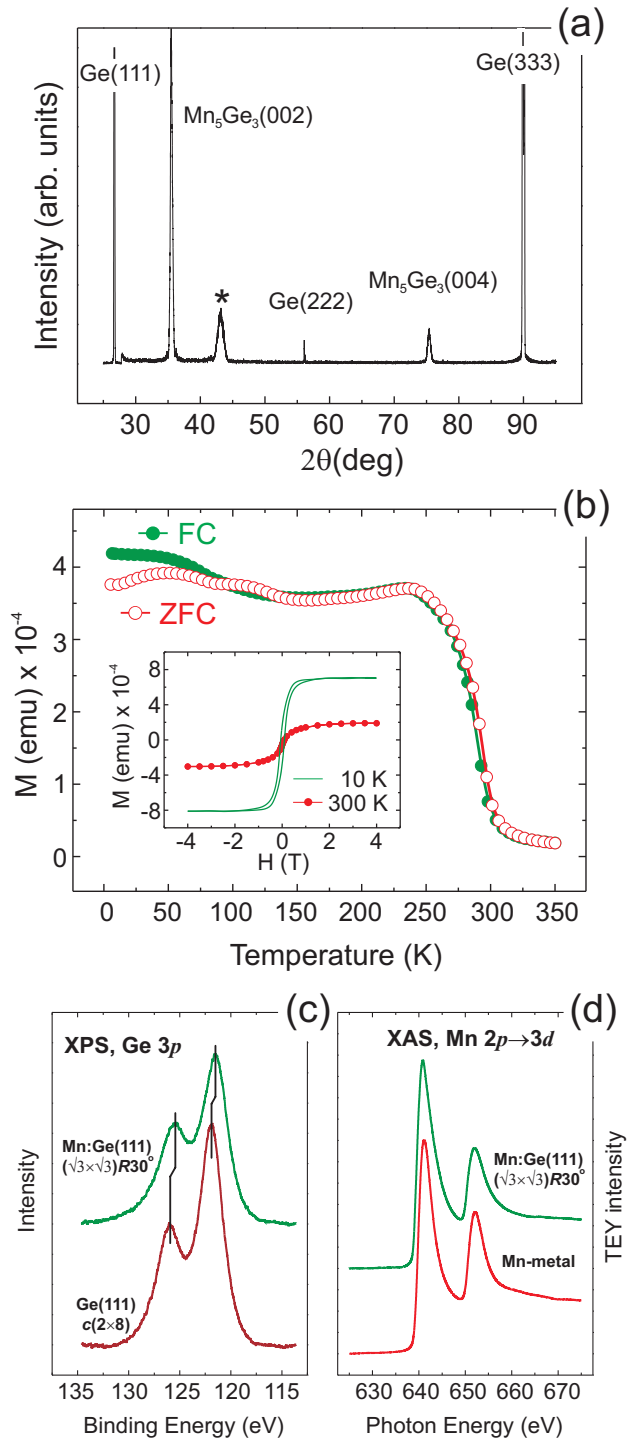 (a)
Ge(111)
Ge(333)
Mn₅Ge₃(002)
*
Ge(222)
Mn₅Ge₃(004)
Intensity (arb. units)
30 40 50 60 70 80 90
2θ(deg)
(b)
FC
ZFC
4
2
0
M (emu) x 10⁻⁴
8
4
0
-4
-8
M (emu) x 10⁻⁴
10 K
300 K
-4 -2 0 2 4
H (T)
0 50 100 150 200 250 300 350
Temperature (K)
(c)
XPS, Ge 3p
Mn:Ge(111)
(√3×√3)R30°
Ge(111)
c(2×8)
Intensity
135 130 125 121 115
Binding Energy (eV)
(d)
XAS, Mn 2p→3d
Mn:Ge(111)
(√3×√3)R30°
Mn-metal
TEY intensity
630 640 650 660 670
Photon Energy (eV)